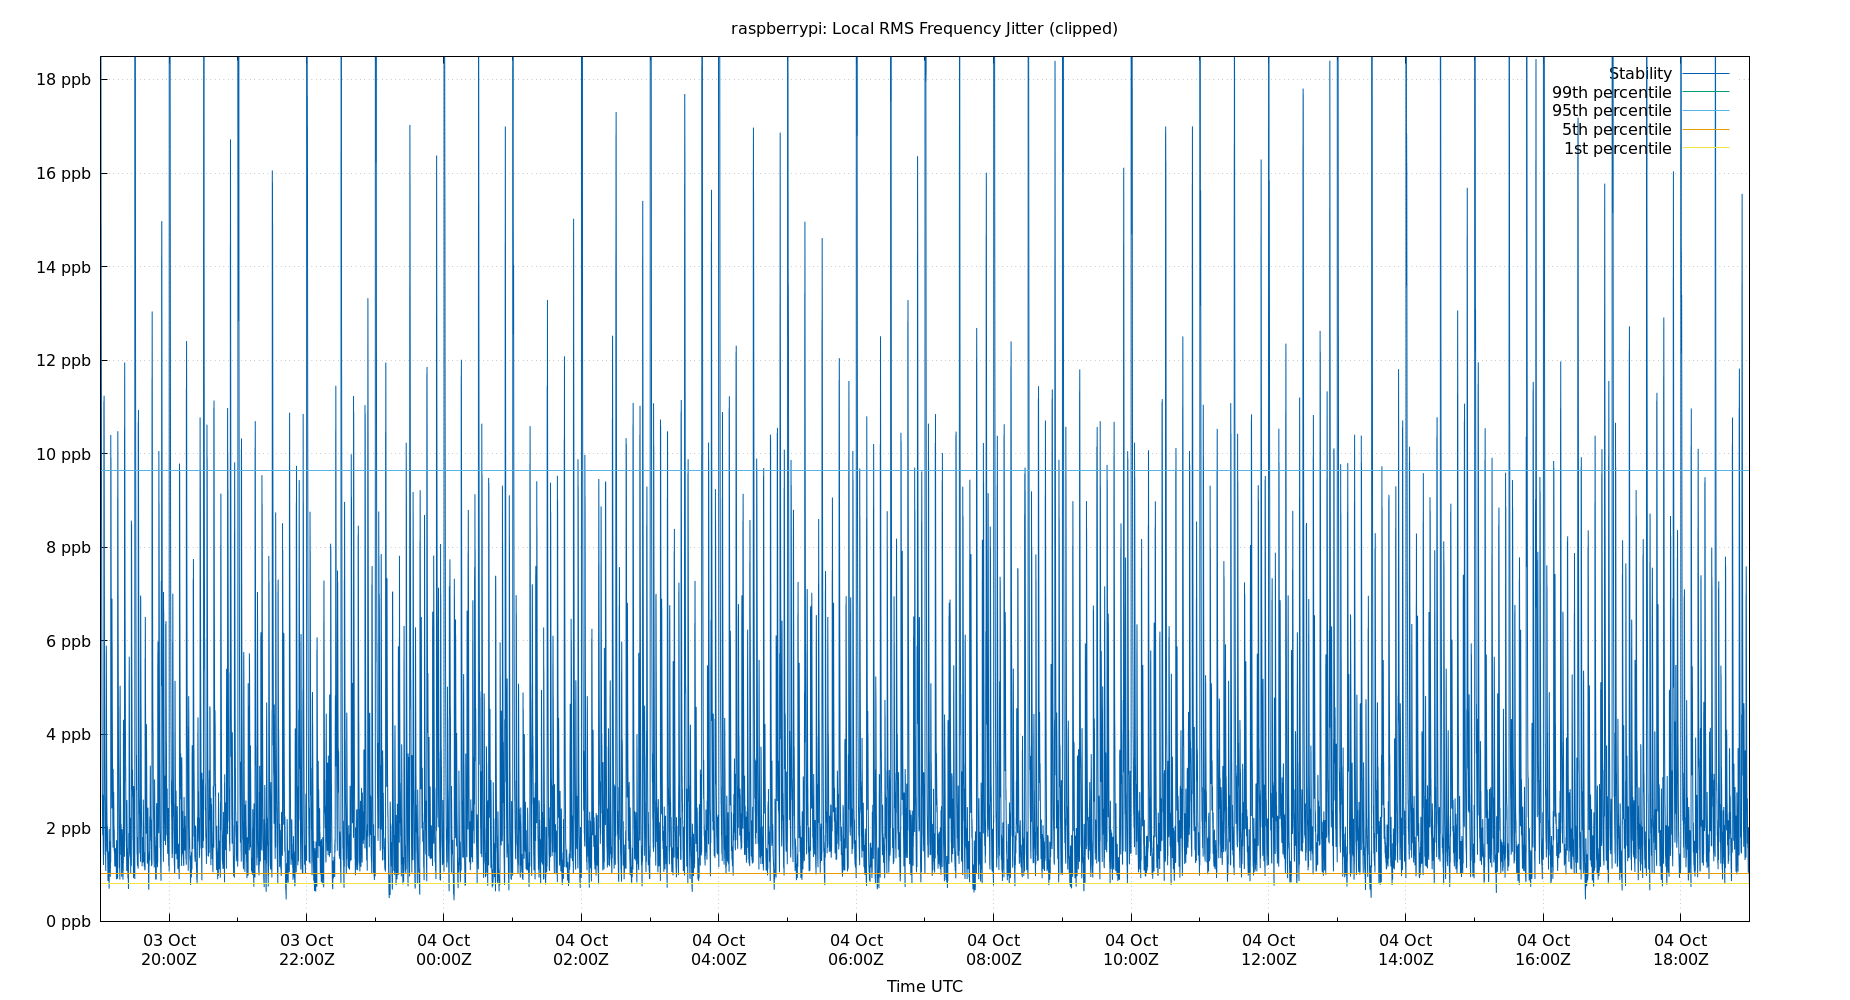 raspberrypi: Local RMS Frequency Jitter (clipped)
18 ppb
16 ppb
14 ppb
12 ppb
10 ppb
8 ppb
6 ppb
4 ppb
2 ppb
0 ppb
Stability
99th percentile
95th percentile
5th percentile
1st percentile
03 Oct 03 Oct 04 Oct 04 Oct 04 Oct 04 Oct 04 Oct 04 Oct 04 Oct 04 Oct 04 Oct 04 Oct
20:00Z 22:00Z 00:00Z 02:00Z 04:00Z 06:00Z 08:00Z 10:00Z 12:00Z 14:00Z 16:00Z 18:00Z
Time UTC